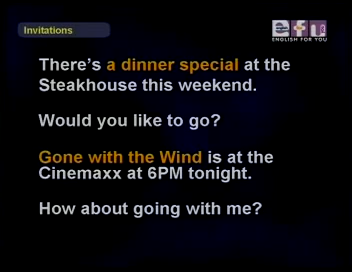 Invitations
efu
ENGLISH FOR YOU
There's a dinner special at the
Steakhouse this weekend.
Would you like to go?
Gone with the Wind is at the
Cinemaxx at 6PM tonight.
How about going with me?